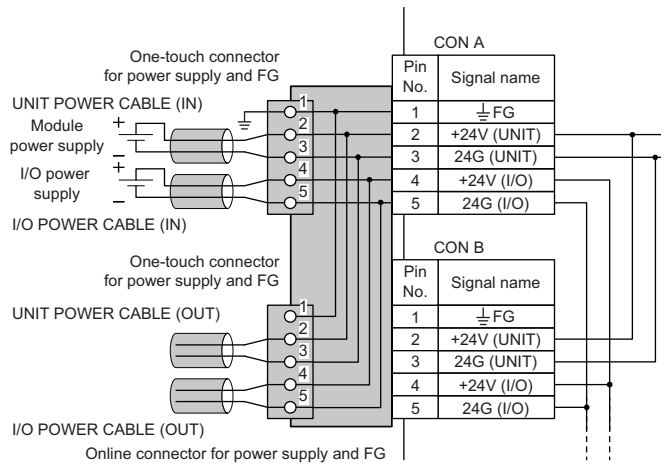 CON A
One-touch connector
for power supply and FG
Pin No.
Signal name
UNIT POWER CABLE (IN)
Module
power supply
+
−
I/O power
supply
+
−
I/O POWER CABLE (IN)
1
2
3
4
5
1 FG
2 +24V (UNIT)
3 24G (UNIT)
4 +24V (I/O)
5 24G (I/O)
CON B
One-touch connector
for power supply and FG
Pin No.
Signal name
UNIT POWER CABLE (OUT)
1
2
3
4
5
1 FG
2 +24V (UNIT)
3 24G (UNIT)
4 +24V (I/O)
5 24G (I/O)
I/O POWER CABLE (OUT)
Online connector for power supply and FG